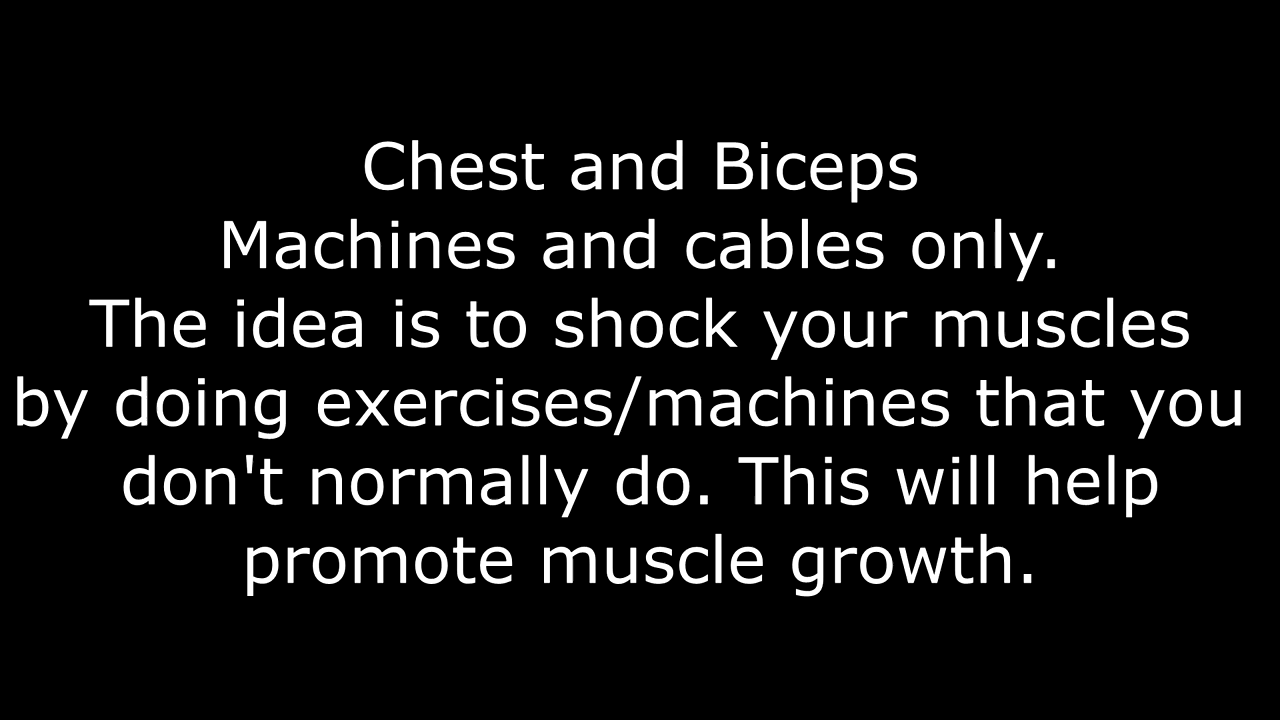 Chest and Biceps
Machines and cables only.
The idea is to shock your muscles
by doing exercises/machines that you
don't normally do. This will help
promote muscle growth.